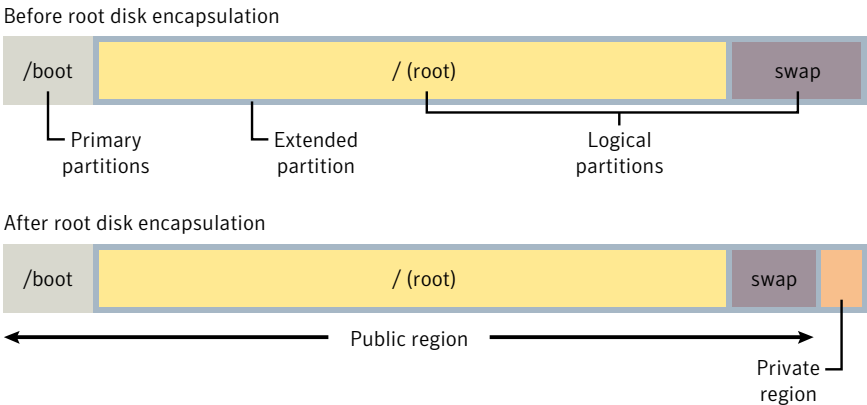 Before root disk encapsulation
/boot
/ (root)
swap
Primary
partitions
Extended
partition
Logical
partitions
After root disk encapsulation
/boot
/ (root)
swap
Public region
Private
region